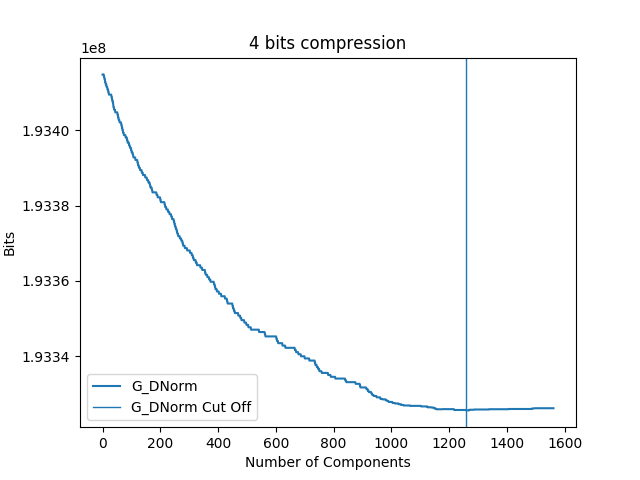 4 bits compression
1e8
1.9340
1.9338
1.9336
1.9334
Bits
G_DNorm
G_DNorm Cut Off
0 200 400 600 800 1000 1200 1400 1600
Number of Components